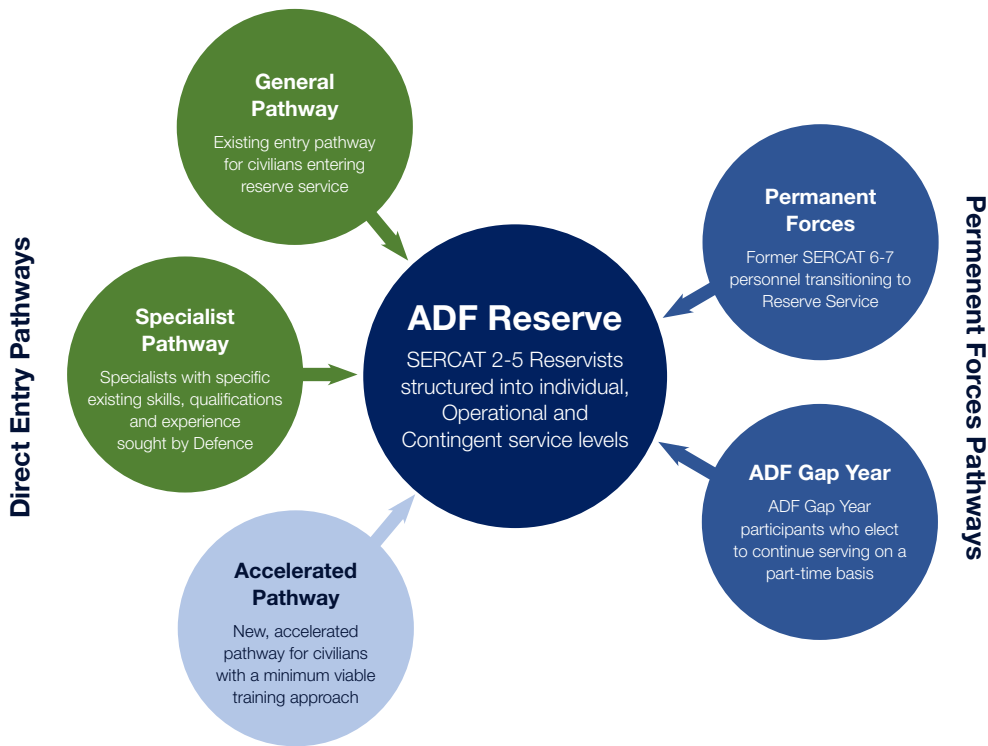 Direct Entry Pathways
General
Pathway
Existing entry pathway
for civilians entering
reserve service
Specialist
Pathway
Specialists with specific
existing skills, qualifications
and experience
sought by Defence
Accelerated
Pathway
New, accelerated
pathway for civilians
with a minimum viable
training approach
ADF Reserve
SERCAT 2-5 Reservists
structured into individual,
Operational and
Contingent service levels
Permanent
Forces
Former SERCAT 6-7
personnel transitioning to
Reserve Service
ADF Gap Year
ADF Gap Year
participants who elect
to continue serving on a
part-time basis
Permenent Forces Pathways